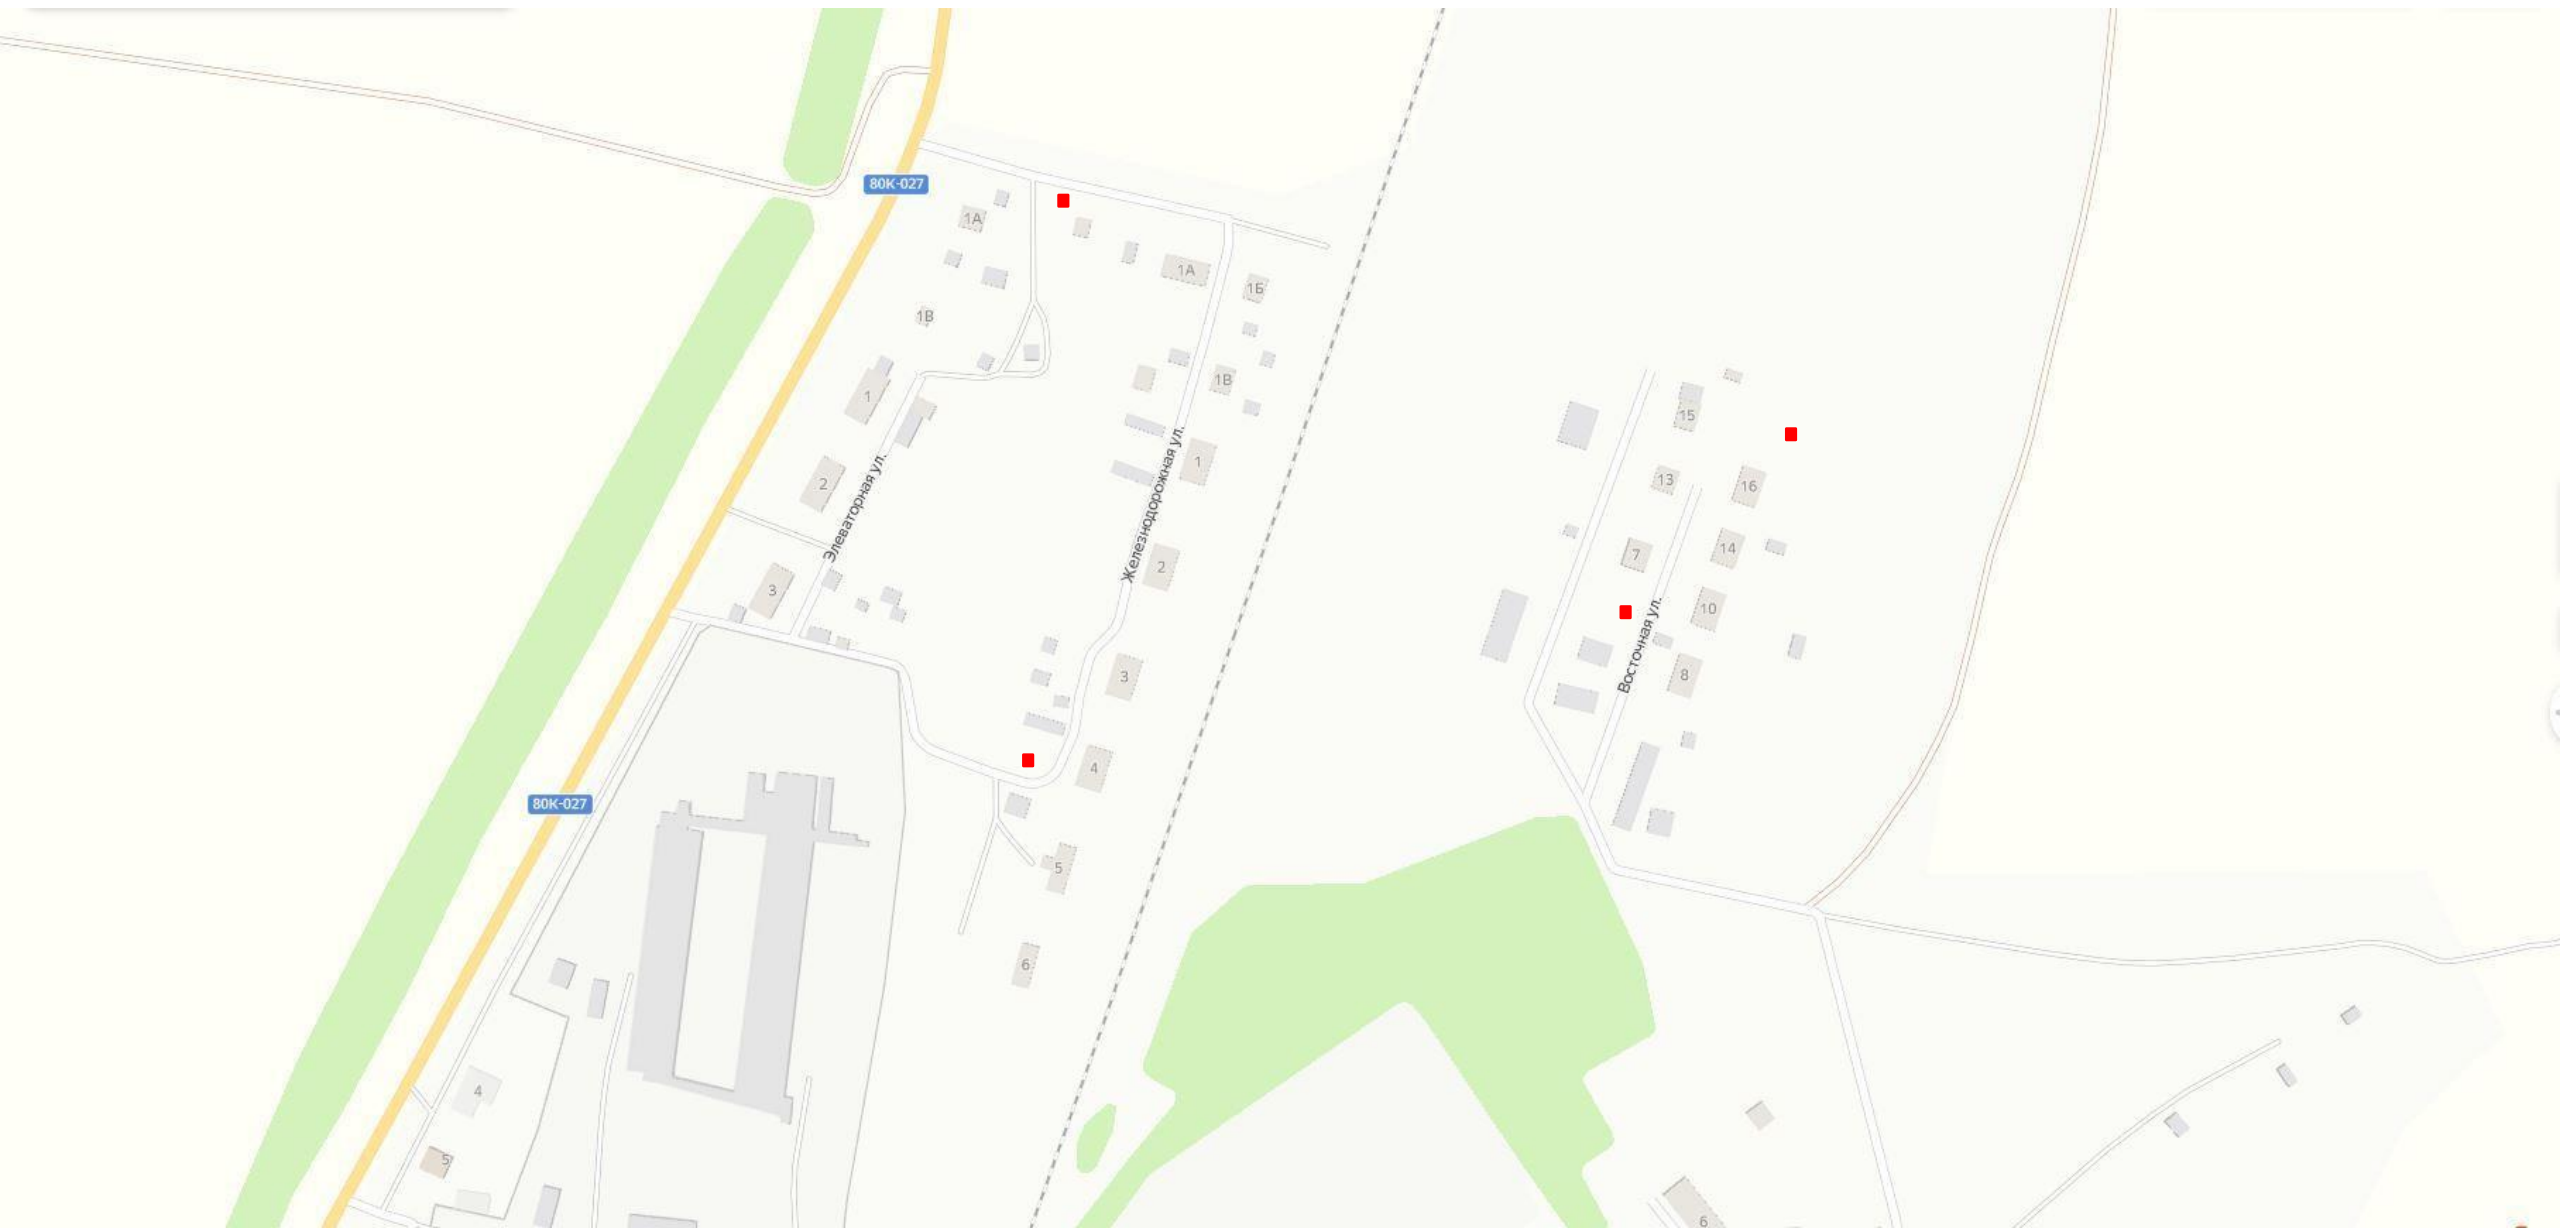 80К-027
1А
1А
1Б
1В
1В
1
15
1
13
2
16
Элеваторная ул.
Железнодорожная ул.
7
14
2
3
10
Восточная ул.
3
8
4
80К-027
5
6
4
5
6